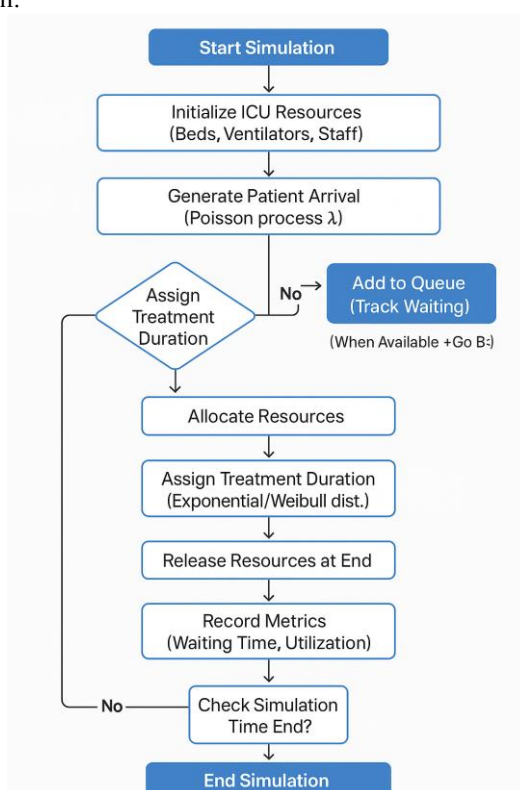 Start Simulation
Initialize ICU Resources
(Beds, Ventilators, Staff)
Generate Patient Arrival
(Poisson process λ)
Assign
Treatment
Duration
No
Add to Queue
(Track Waiting)
(When Available +Go
Allocate Resources
Assign Treatment Duration
(Exponential/Weibull dist.)
Release Resources at End
Record Metrics
(Waiting Time, Utilization)
No
Check Simulation
Time End?
End Simulation